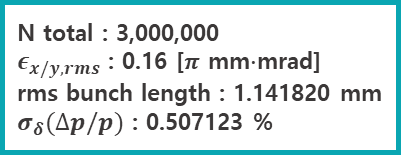 N total : 3,000,000
ϵx/y,rms : 0.16 [π mm·mrad]
rms bunch length : 1.141820 mm
σδ(Δp/p) : 0.507123 %